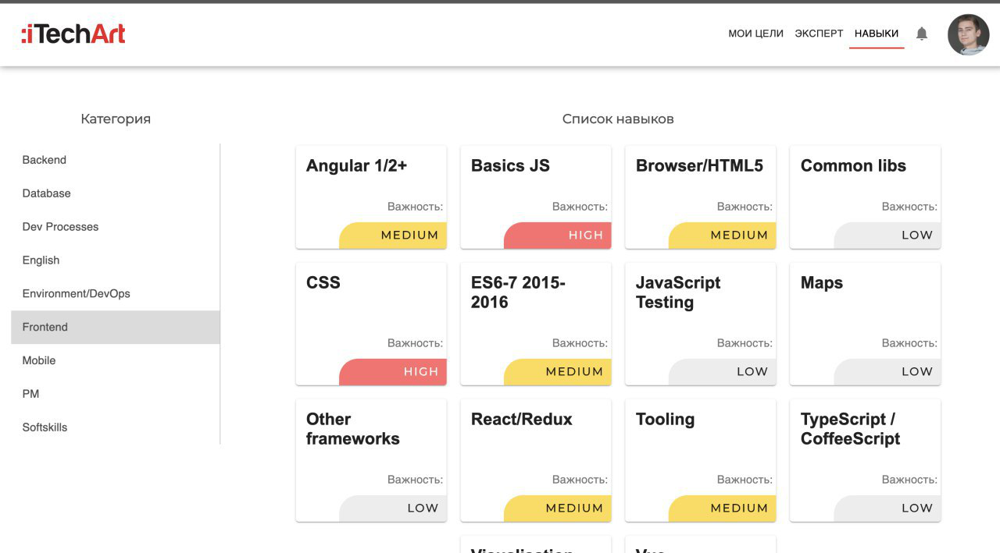 :iTechArt
МОИ ЦЕЛИ ЭКСПЕРТ НАВЫКИ
Категория
Backend
Database
Dev Processes
English
Environment/DevOps
Frontend
Mobile
PM
Softskills
Список навыков
Angular 1/2+
Важность:
MEDIUM
Basics JS
Важность:
HIGH
Browser/HTML5
Важность:
MEDIUM
Common libs
Важность:
LOW
CSS
Важность:
HIGH
ES6-7 2015-
2016
Важность:
MEDIUM
JavaScript
Testing
Важность:
LOW
Maps
Важность:
LOW
Other
frameworks
Важность:
LOW
React/Redux
Важность:
MEDIUM
Tooling
Важность:
MEDIUM
TypeScript /
CoffeeScript
Важность:
LOW
Visualisation
Vue